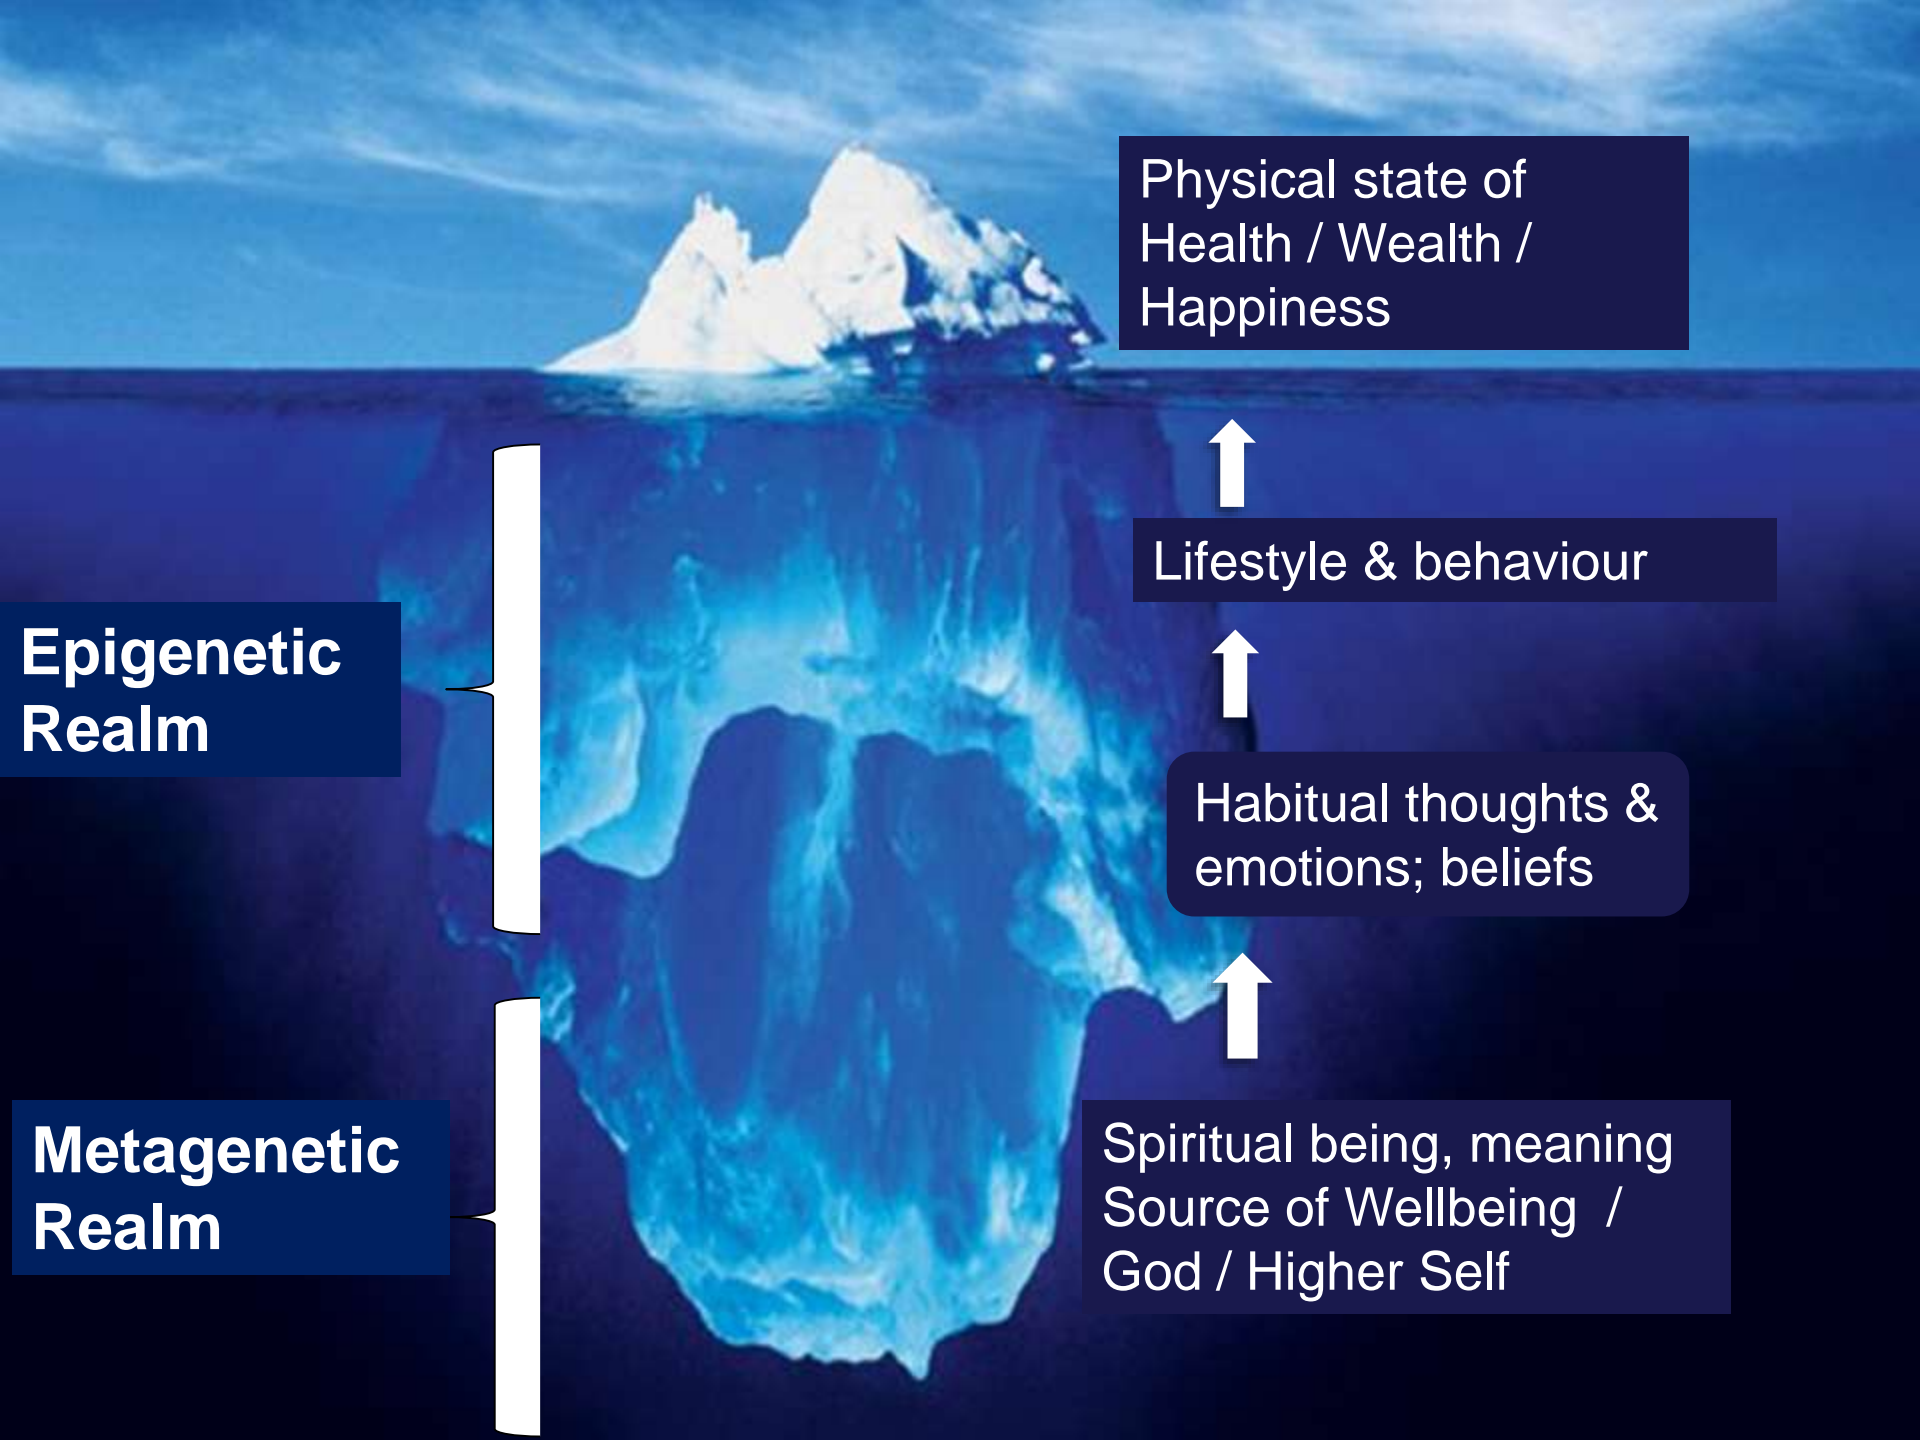 Physical state of
Health / Wealth /
Happiness
Lifestyle & behaviour
Epigenetic
Realm
Habitual thoughts &
emotions; beliefs
Metagenetic
Realm
Spiritual being, meaning
Source of Wellbeing /
God / Higher Self